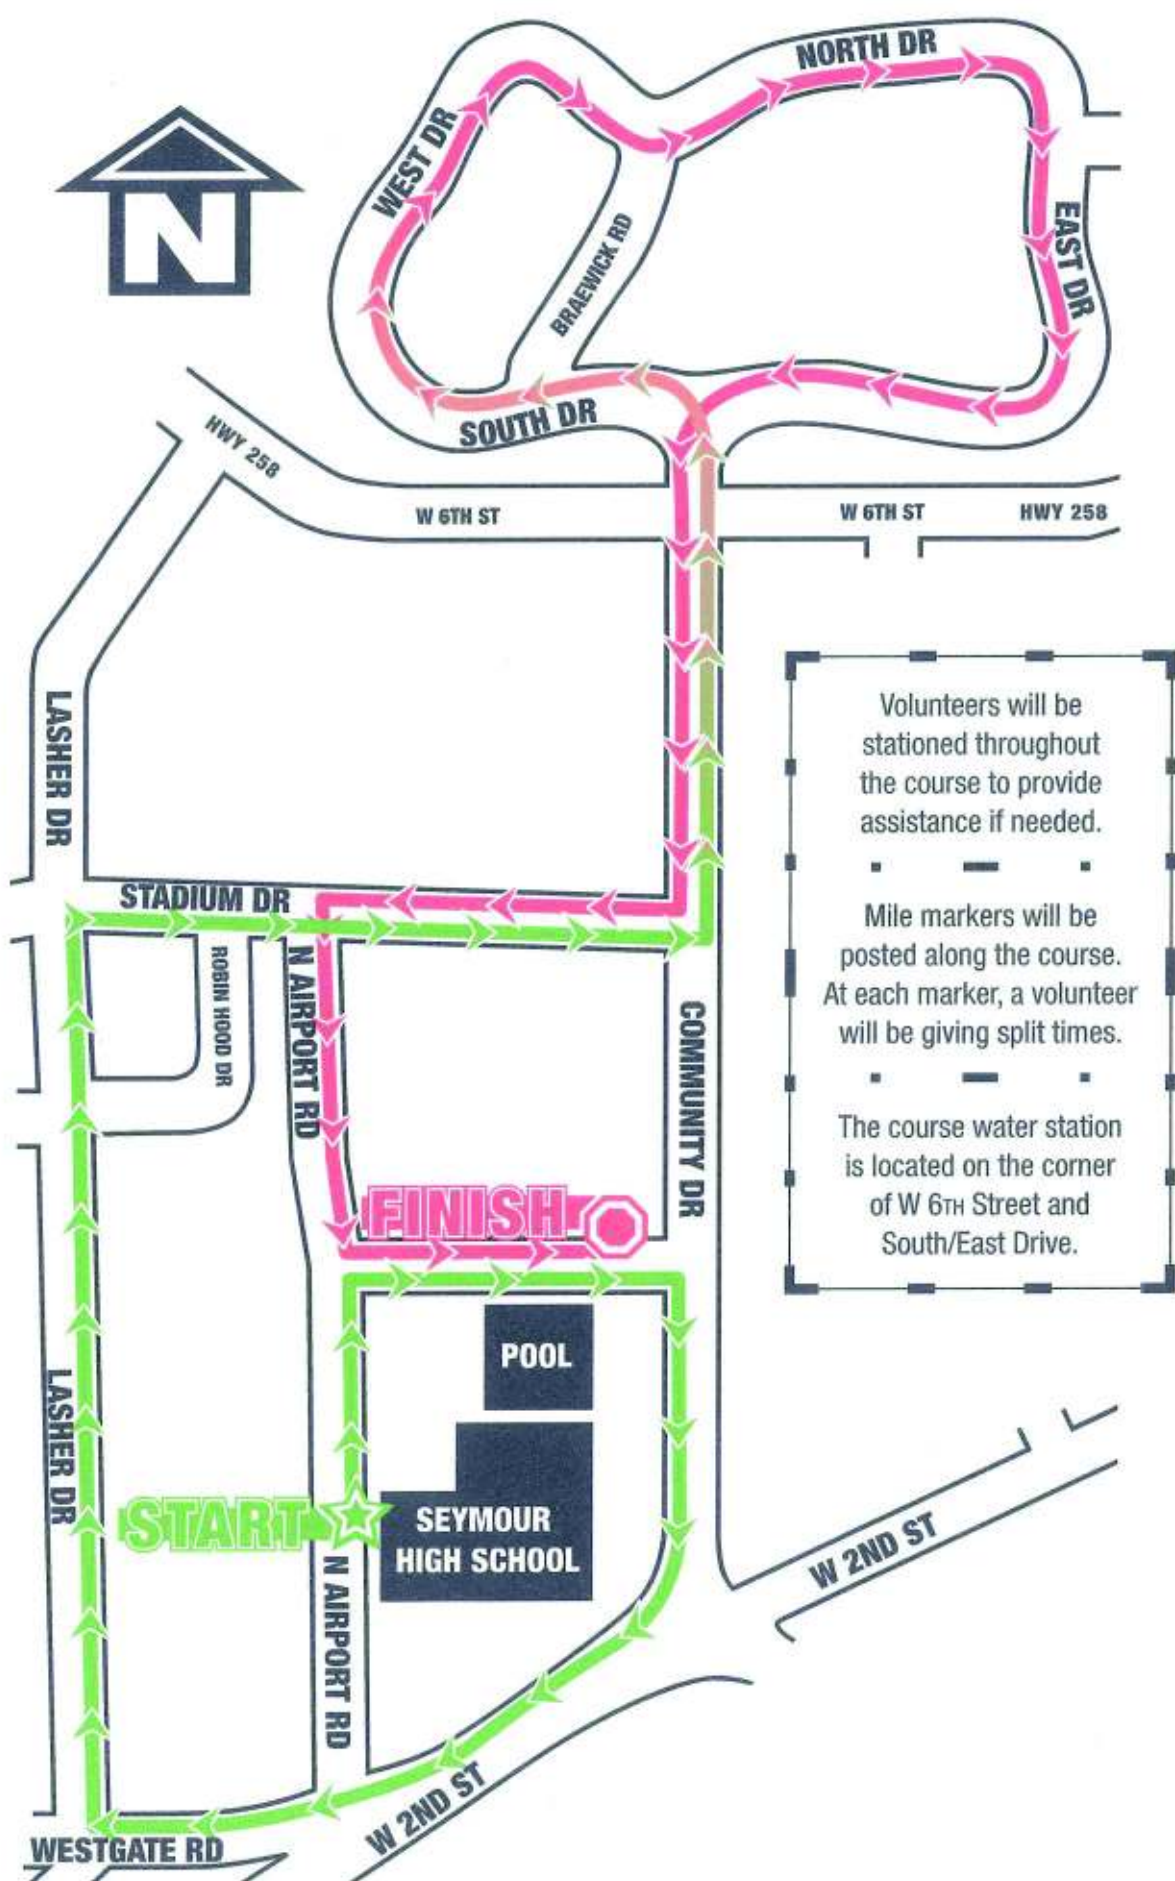 NORTH DR
WEST DR
N
EAST DR
BRAEWICK RD
SOUTH DR
HWY 258
W 6TH ST
W 6TH ST
HWY 258
LASHER DR
Volunteers will be
stationed throughout
the course to provide
assistance if needed.
Mile markers will be
posted along the course.
At each marker, a volunteer
will be giving split times.
The course water station
is located on the corner
of W 6TH Street and
South/East Drive.
STADIUM DR
ROBIN HOOD DR
N AIRPORT RD
COMMUNITY DR
FINISH
POOL
LASHER DR
START
SEYMOUR
HIGH SCHOOL
W 2ND ST
N AIRPORT RD
W 2ND ST
WESTGATE RD